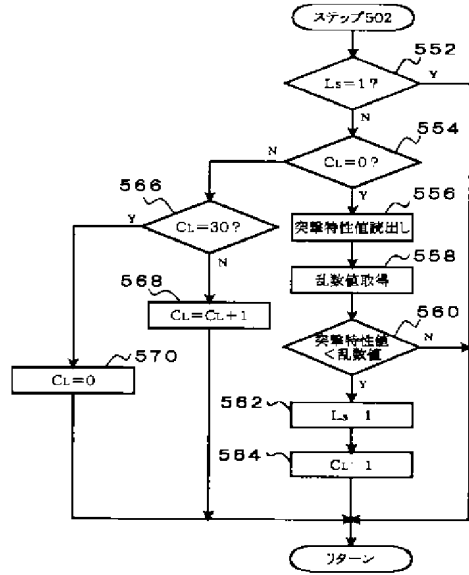 ステップ502
552
Ls=1?
Y
N
554
CL=0?
N
Y
566
556
CL=30?
Y
N
突撃特性値読出し
558
乱数値取得
568
CL=CL+1
560
突撃特性値
<乱数値
N
Y
570
CL=0
562
Ls 1
564
CL 1
リターン